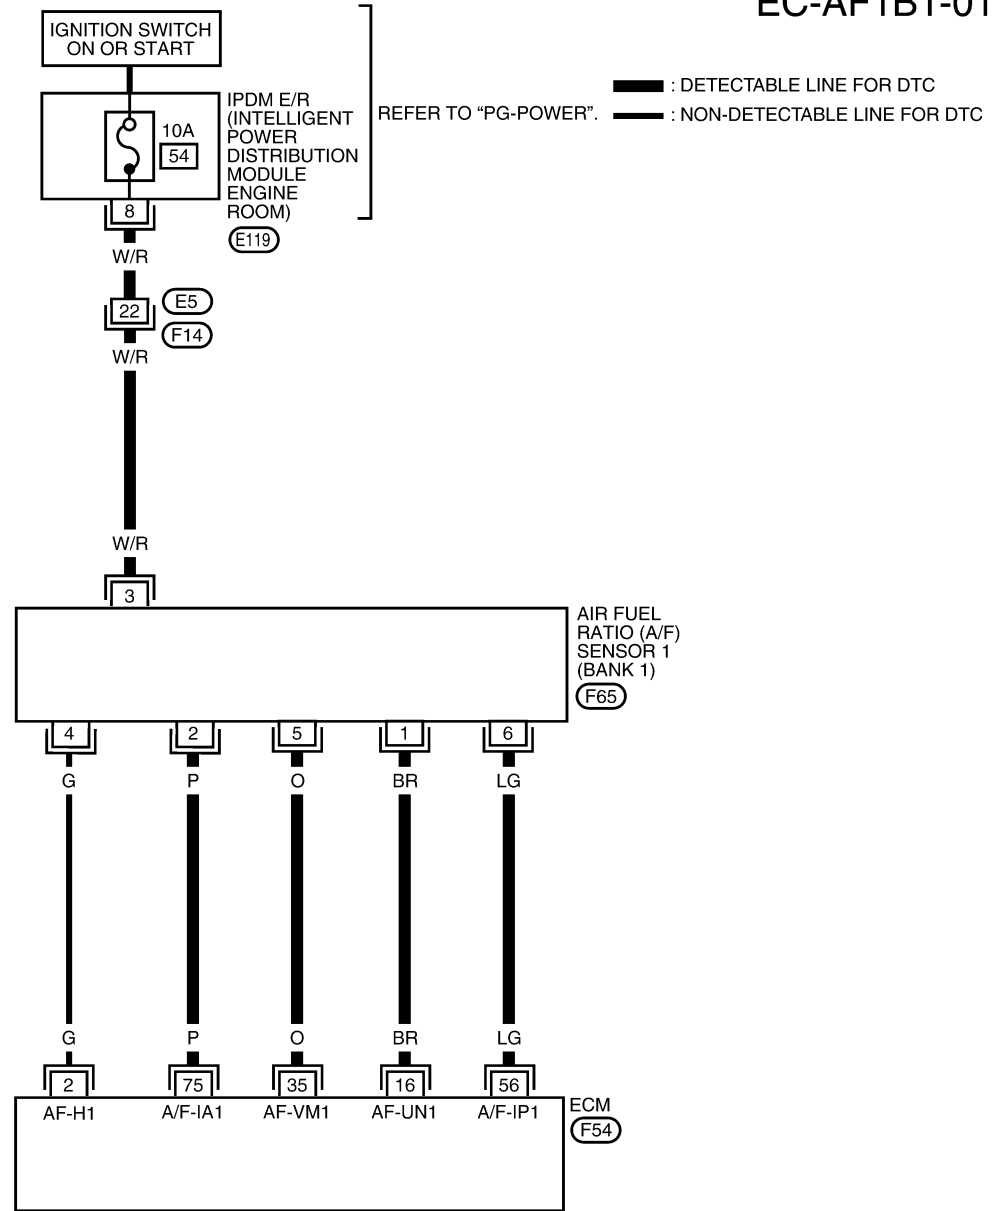 EC-AF1B1-01
IGNITION SWITCH
ON OR START
IPDM E/R
(INTELLIGENT
POWER
DISTRIBUTION
MODULE
ENGINE
ROOM)
E119
10A
54
8
REFER TO “PG-POWER”.
: DETECTABLE LINE FOR DTC
: NON-DETECTABLE LINE FOR DTC
W/R
22
E5
F14
W/R
W/R
3
AIR FUEL
RATIO (A/F)
SENSOR 1
(BANK 1)
F65
4 2 5 1 6
G P O BR LG
G P O BR LG
2 75 35 16 56
AF-H1 A/F-IA1 AF-VM1 AF-UN1 A/F-IP1
ECM
F54